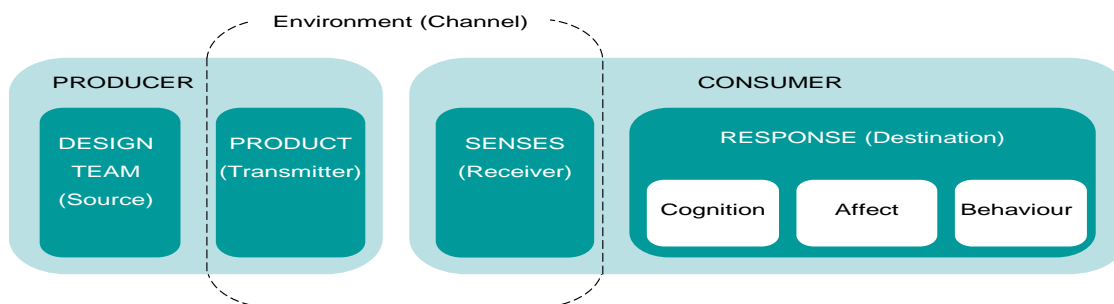 Environment (Channel)
PRODUCER
CONSUMER
DESIGN
TEAM
(Source)
PRODUCT
(Transmitter)
SENSES
(Receiver)
RESPONSE (Destination)
Cognition
Affect
Behaviour